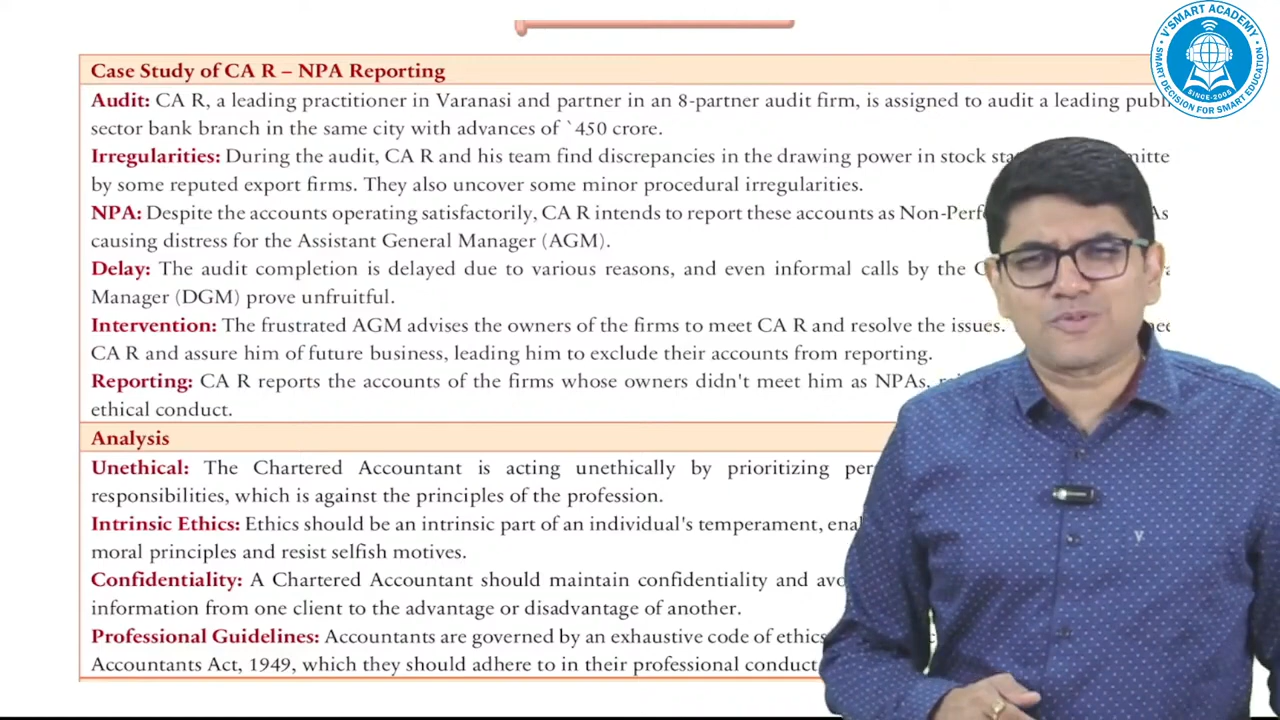 V'SMART ACADEMY
SMART DECISION FOR SMART EDUCATION
SINCE-2005
Case Study of CA R – NPA Reporting
Audit: CA R, a leading practitioner in Varanasi and partner in an 8-partner audit firm, is assigned to audit a leading
sector bank branch in the same city with advances of `450 crore.
Irregularities: During the audit, CA R and his team find discrepancies in the drawing power in stock
by some reputed export firms. They also uncover some minor procedural irregularities.
NPA: Despite the accounts operating satisfactorily, CA R intends to report these accounts as
causing distress for the Assistant General Manager (AGM).
Delay: The audit completion is delayed due to various reasons, and even informal calls by the
Manager (DGM) prove unfruitful.
Intervention: The frustrated AGM advises the owners of the firms to meet CA R and resolve the issues.
CA R and assure him of future business, leading him to exclude their accounts from reporting.
Reporting: CA R reports the accounts of the firms whose owners didn't meet him as NPAs,
ethical conduct.
Analysis
Unethical: The Chartered Accountant is acting unethically by prioritizing
responsibilities, which is against the principles of the profession.
Intrinsic Ethics: Ethics should be an intrinsic part of an individual's temperament,
moral principles and resist selfish motives.
Confidentiality: A Chartered Accountant should maintain confidentiality and
information from one client to the advantage or disadvantage of another.
Professional Guidelines: Accountants are governed by an exhaustive code of ethics
Accountants Act, 1949, which they should adhere to in their professional conduct